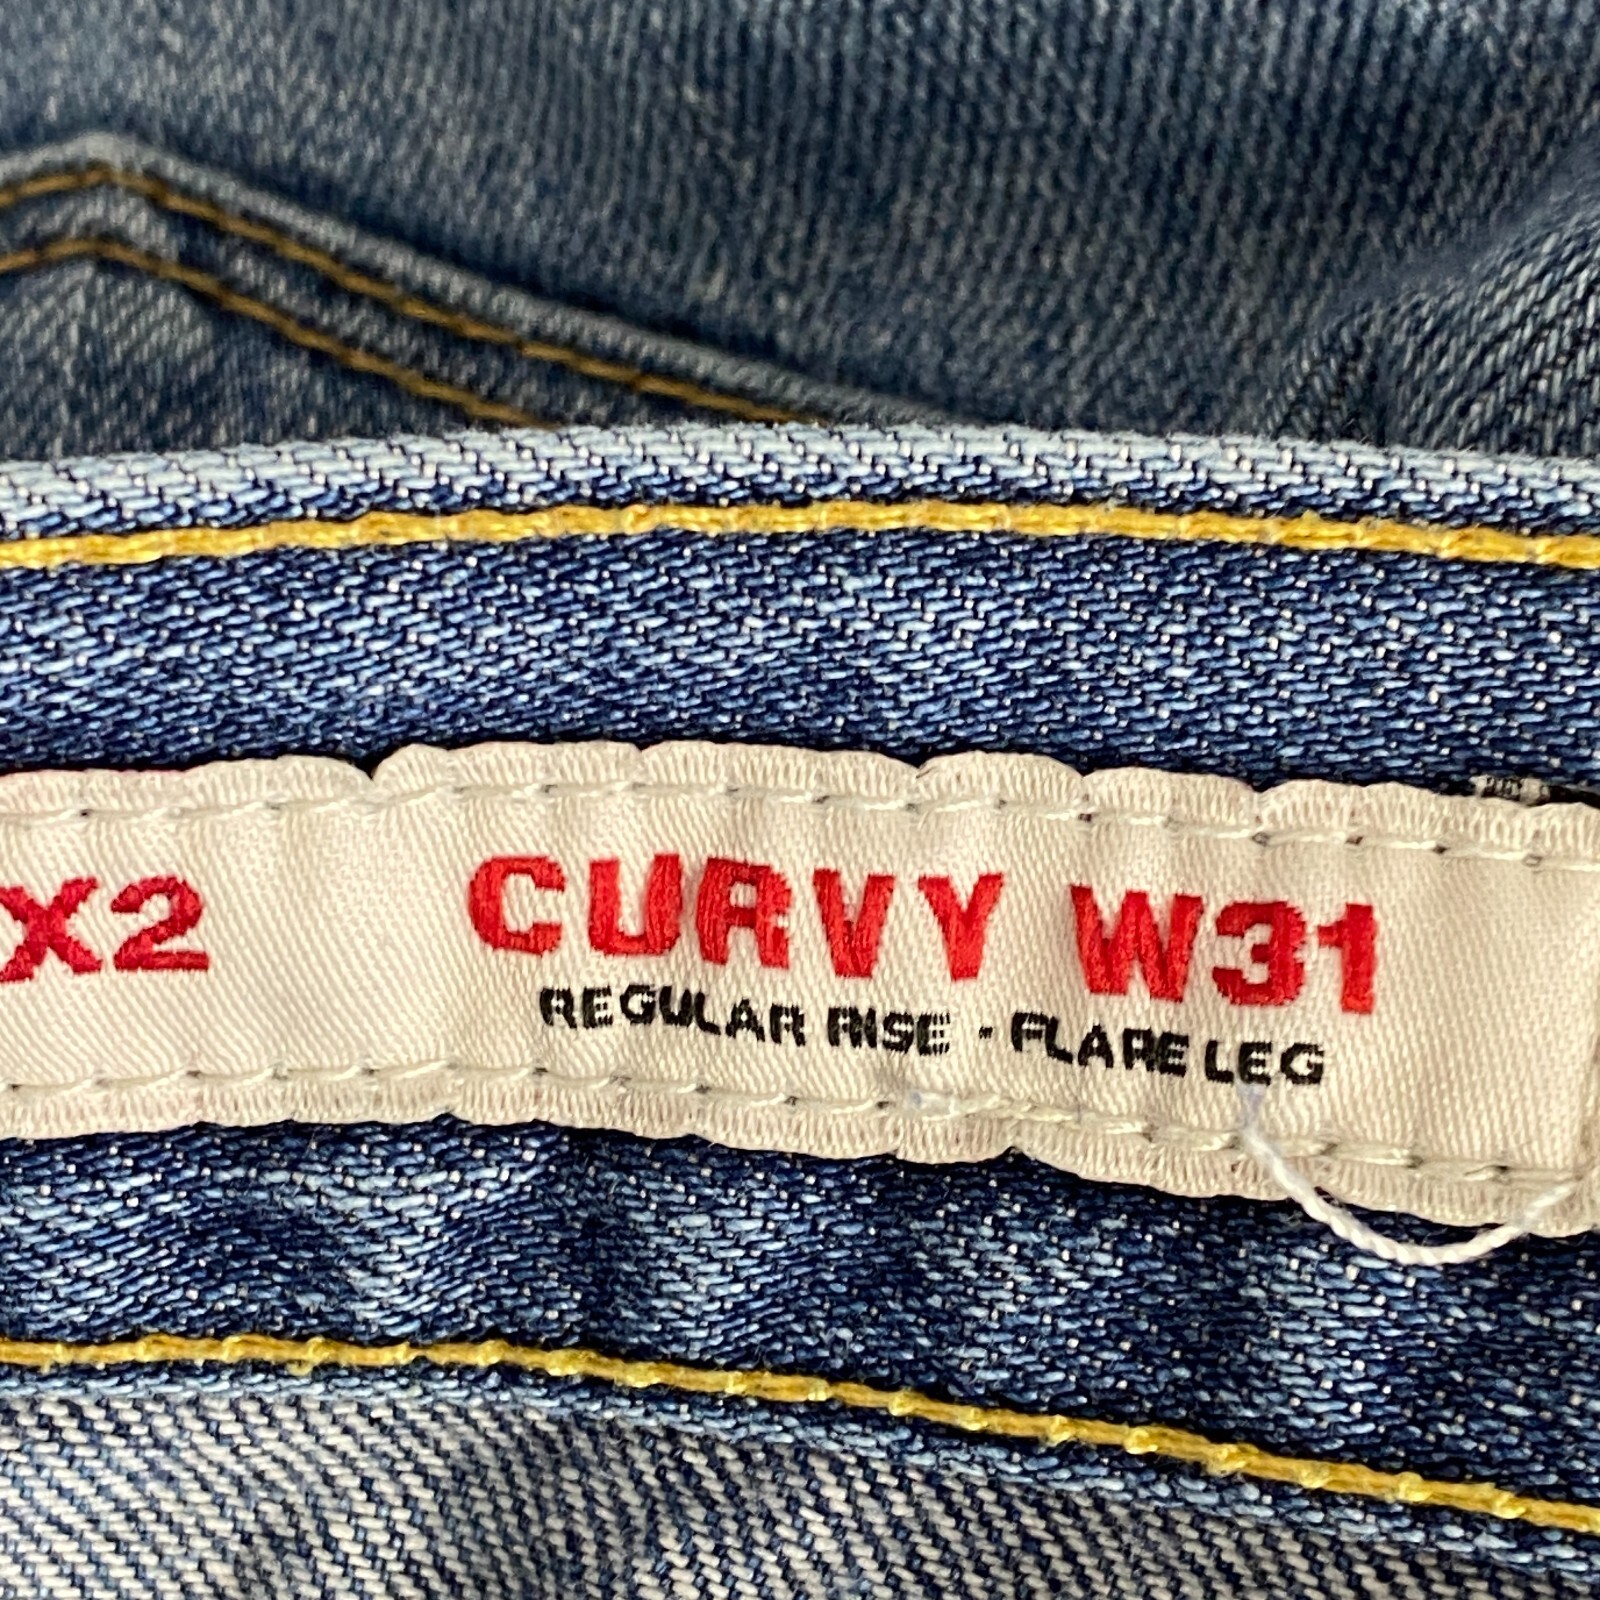 X2 CURVY W31
REGULAR RISE - FLARE LEG